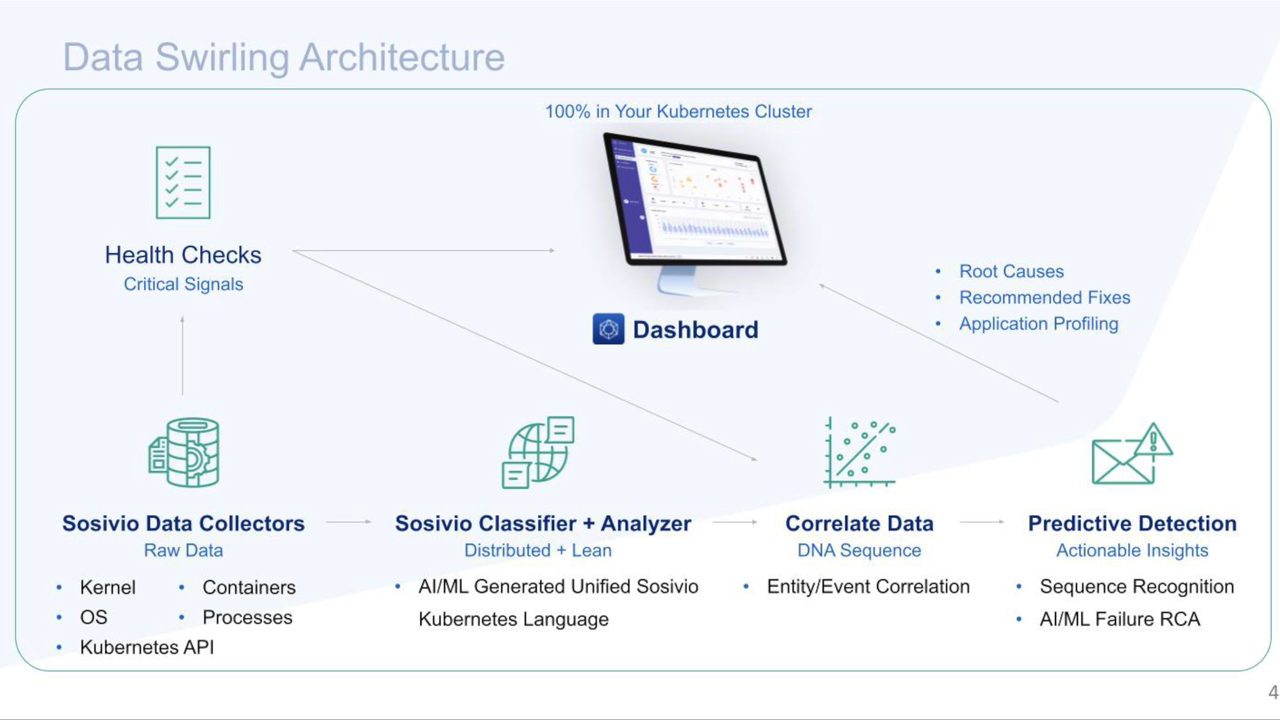 Data Swirling Architecture
100% in Your Kubernetes Cluster
Health Checks
Critical Signals
Dashboard
• Root Causes
• Recommended Fixes
• Application Profiling
Sosivio Data Collectors
Raw Data
• Kernel
• Containers
• OS
• Processes
• Kubernetes API
Sosivio Classifier + Analyzer
Distributed + Lean
• AI/ML Generated Unified Sosivio
Kubernetes Language
Correlate Data
DNA Sequence
• Entity/Event Correlation
Predictive Detection
Actionable Insights
• Sequence Recognition
• AI/ML Failure RCA
4